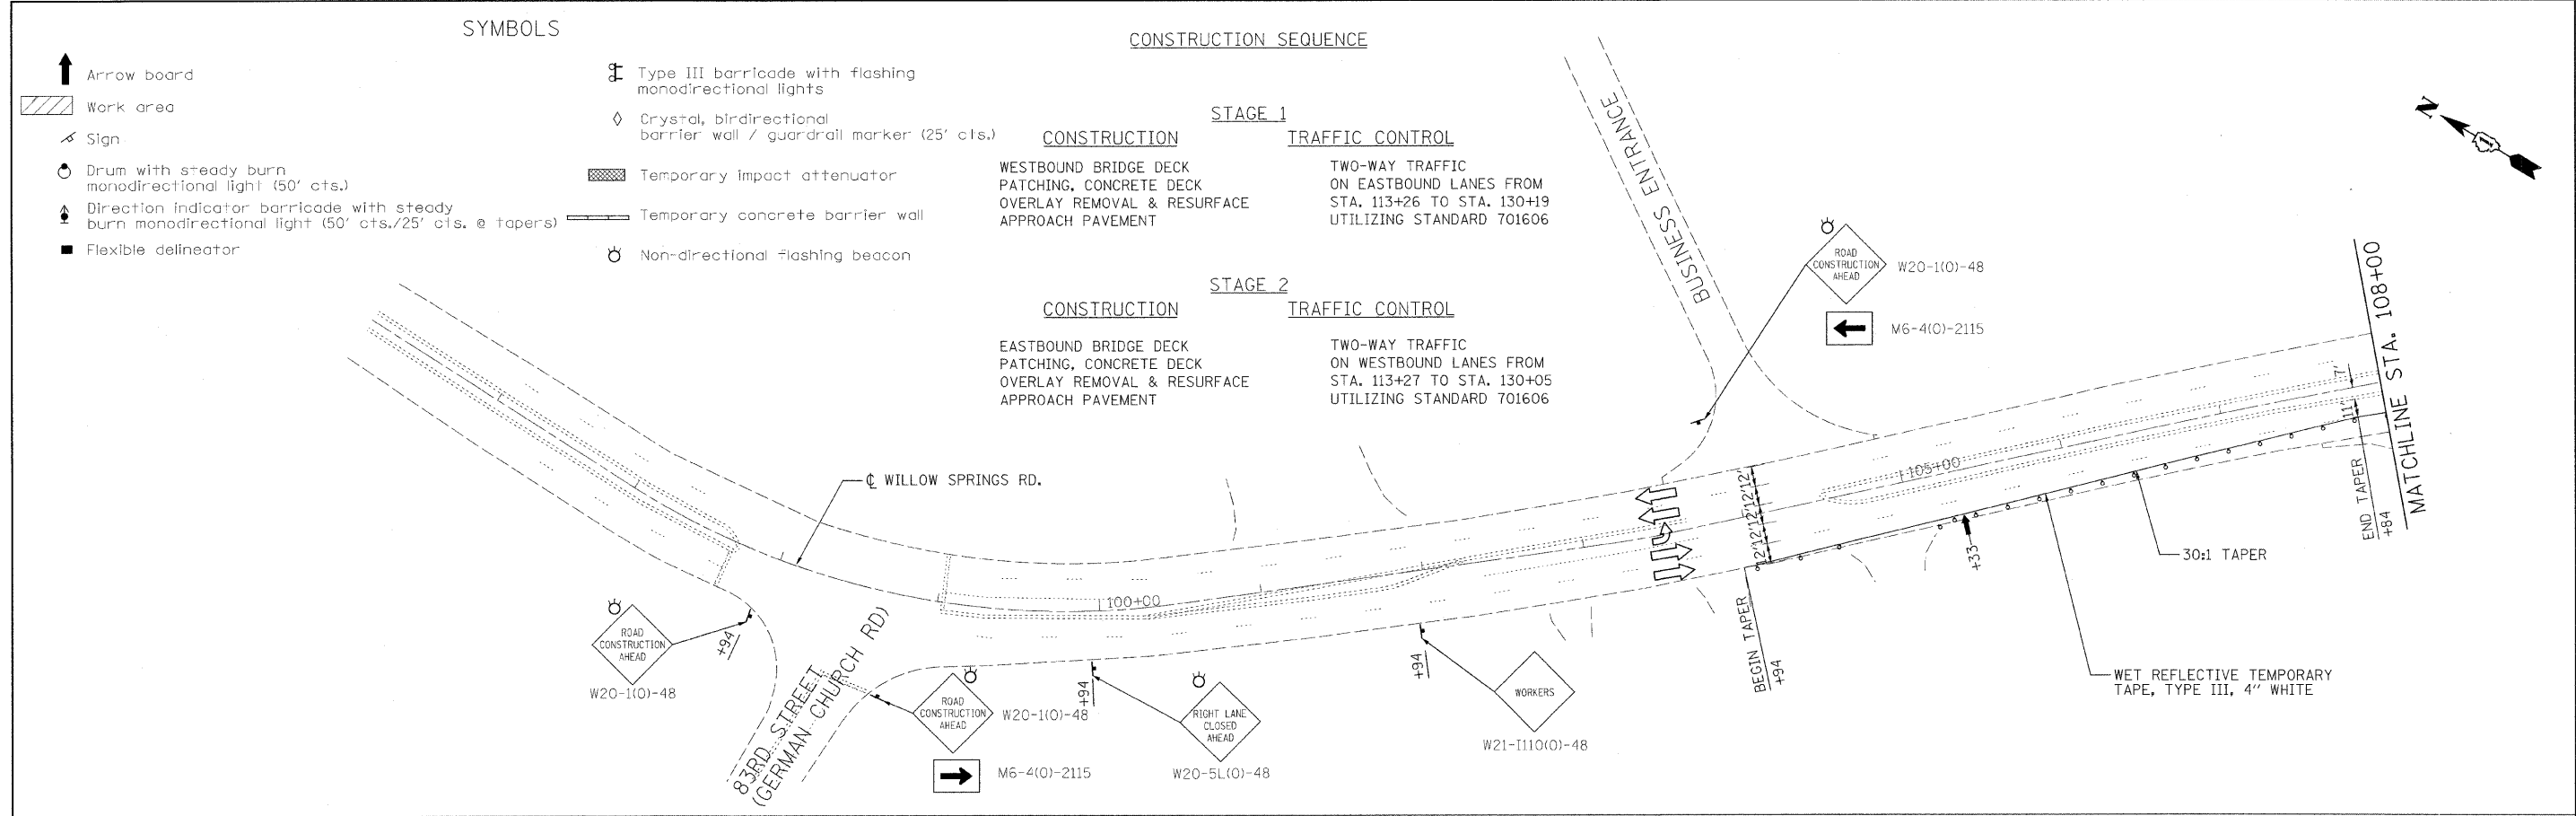 SYMBOLS
Arrow board
Work area
Sign
Drum with steady burn
monodirectional light (50' cts.)
Direction indicator barricade with steady
burn monodirectional light (50' cts./25' cts. @ tapers)
Flexible delineator
Type III barricade with flashing
monodirectional lights
Crystal, birdirectional
barrier wall / guardrail marker (25' cts.)
Temporary impact attenuator
Temporary concrete barrier wall
Non-directional flashing beacon
CONSTRUCTION SEQUENCE
STAGE 1
CONSTRUCTION
WESTBOUND BRIDGE DECK
PATCHING, CONCRETE DECK
OVERLAY REMOVAL & RESURFACE
APPROACH PAVEMENT
TRAFFIC CONTROL
TWO-WAY TRAFFIC
ON EASTBOUND LANES FROM
STA. 113+26 TO STA. 130+19
UTILIZING STANDARD 701606
STAGE 2
CONSTRUCTION
EASTBOUND BRIDGE DECK
PATCHING, CONCRETE DECK
OVERLAY REMOVAL & RESURFACE
APPROACH PAVEMENT
TRAFFIC CONTROL
TWO-WAY TRAFFIC
ON WESTBOUND LANES FROM
STA. 113+27 TO STA. 130+05
UTILIZING STANDARD 701606
BUSINESS ENTRANCE
N
ROAD
CONSTRUCTION
AHEAD
W20-1(O)-48
M6-4(O)-2115
MATCHLINE STA. 108+00
℄ WILLOW SPRINGS RD.
100+00
105+00
12'12'12'12'12'12'
7'
11'
END TAPER
+84
30:1 TAPER
+33
WET REFLECTIVE TEMPORARY
TAPE, TYPE III, 4" WHITE
BEGIN TAPER
+94
ROAD
CONSTRUCTION
AHEAD
W20-1(O)-48
+94
83RD STREET
(GERMAN CHURCH RD)
ROAD
CONSTRUCTION
AHEAD
W20-1(O)-48
M6-4(O)-2115
+94
RIGHT LANE
CLOSED
AHEAD
W20-5L(O)-48
+94
WORKERS
W21-I110(O)-48